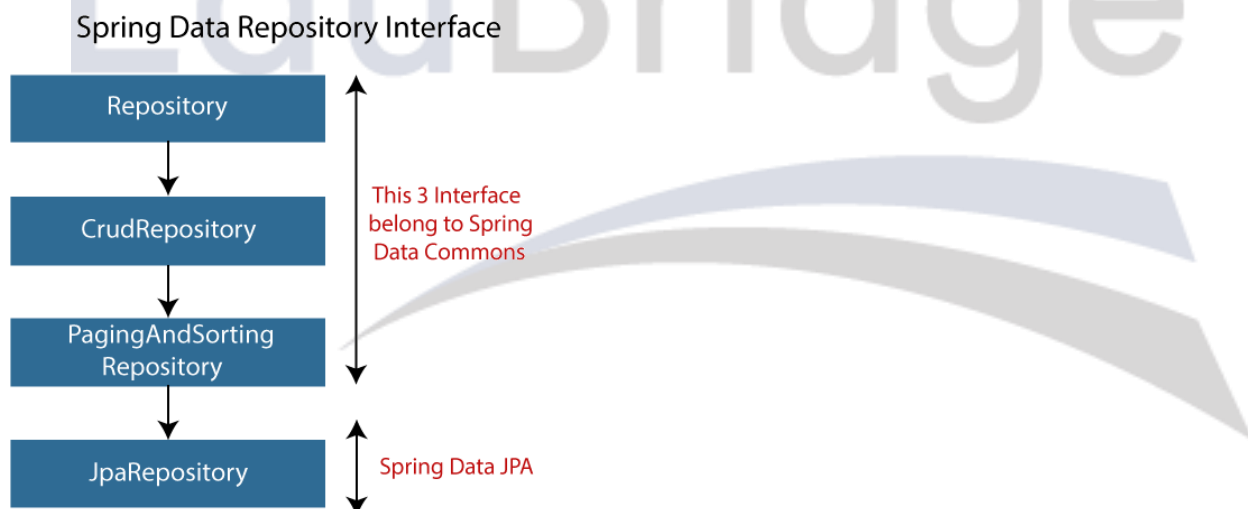 EduBridge
Spring Data Repository Interface
Repository
CrudRepository
PagingAndSorting
Repository
JpaRepository
This 3 Interface
belong to Spring
Data Commons
Spring Data JPA